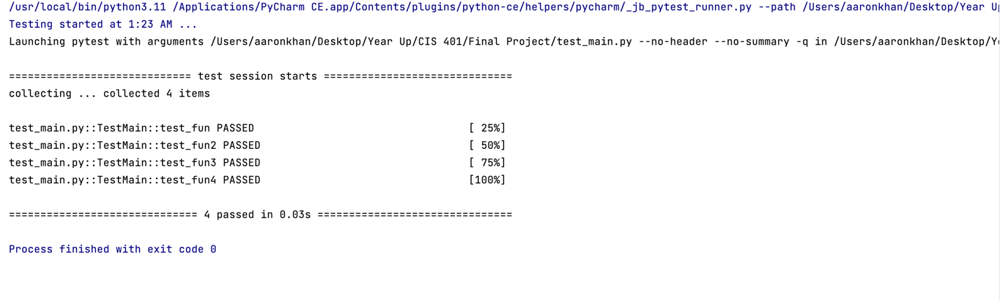 /usr/local/bin/python3.11 /Applications/PyCharm CE.app/Contents/plugins/python-ce/helpers/pycharm/_jb_pytest_runner.py --path /Users/aaronkhan/Desktop/Year
Testing started at 1:23 AM ...
Launching pytest with arguments /Users/aaronkhan/Desktop/Year Up/CIS 401/Final Project/test_main.py --no-header --no-summary -q in /Users/aaronkhan/Desktop/
============================= test session starts ==============================
collecting ... collected 4 items
test_main.py::TestMain::test_fun PASSED                                  [ 25%]
test_main.py::TestMain::test_fun2 PASSED                                 [ 50%]
test_main.py::TestMain::test_fun3 PASSED                                 [ 75%]
test_main.py::TestMain::test_fun4 PASSED                                 [100%]
============================== 4 passed in 0.03s ===============================
Process finished with exit code 0